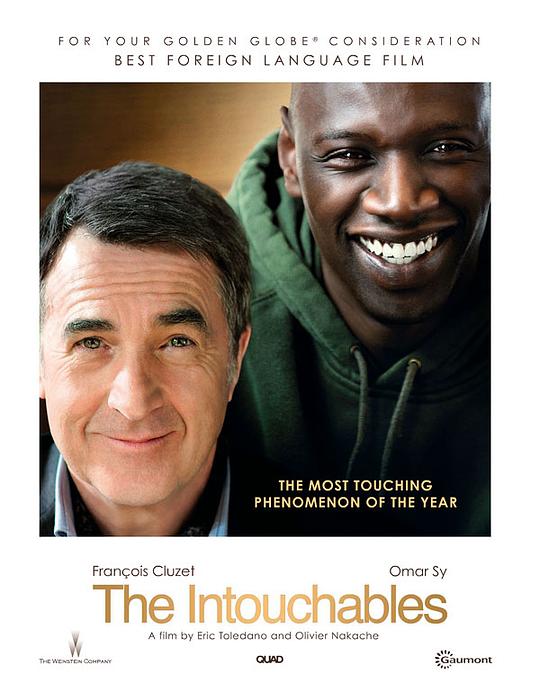 FOR YOUR GOLDEN GLOBE® CONSIDERATION
BEST FOREIGN LANGUAGE FILM
THE MOST TOUCHING
PHENOMENON OF THE YEAR
François Cluzet Omar Sy
The Intouchables
A film by Eric Toledano and Olivier Nakache
THE WEINSTEIN COMPANY QUAD Gaumont